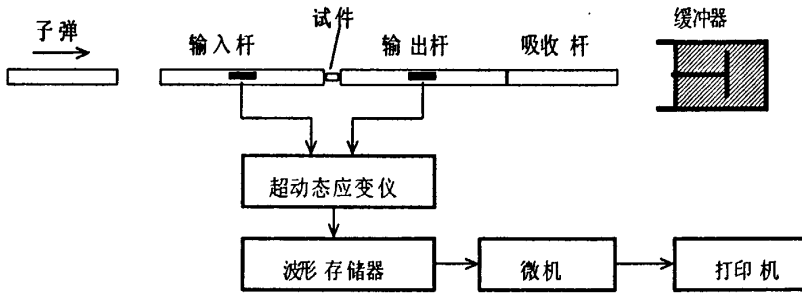 子弹
输入杆
试件
输出杆
吸收杆
缓冲器
超动态应变仪
波形存储器
微机
打印机